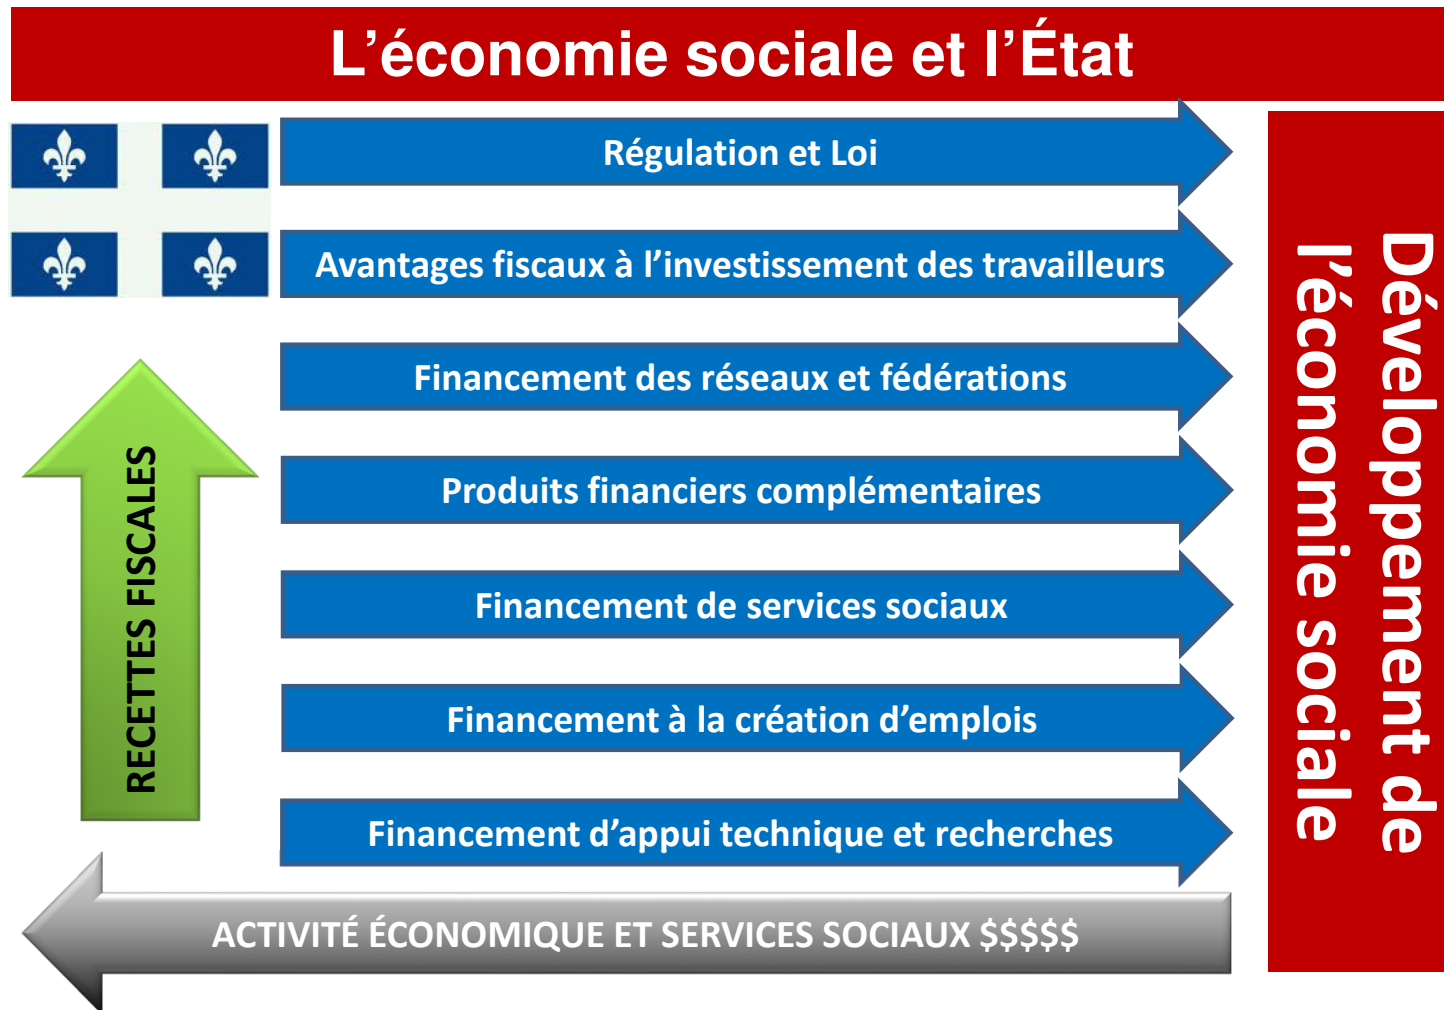 L’économie sociale et l’État
Régulation et Loi
Avantages fiscaux à l’investissement des travailleurs
Financement des réseaux et fédérations
Produits financiers complémentaires
Financement de services sociaux
Financement à la création d’emplois
Financement d’appui technique et recherches
RECETTES FISCALES
ACTIVITÉ ÉCONOMIQUE ET SERVICES SOCIAUX $$$$$
Développement de
l’économie sociale